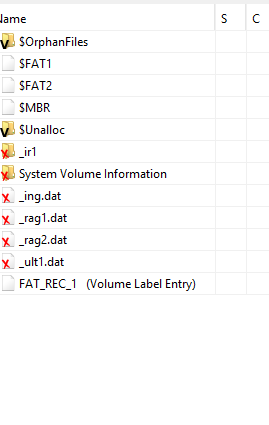 Name S C
$OrphanFiles
$FAT1
$FAT2
$MBR
$Unalloc
_ir1
System Volume Information
_ing.dat
_rag1.dat
_rag2.dat
_ult1.dat
FAT_REC_1 (Volume Label Entry)